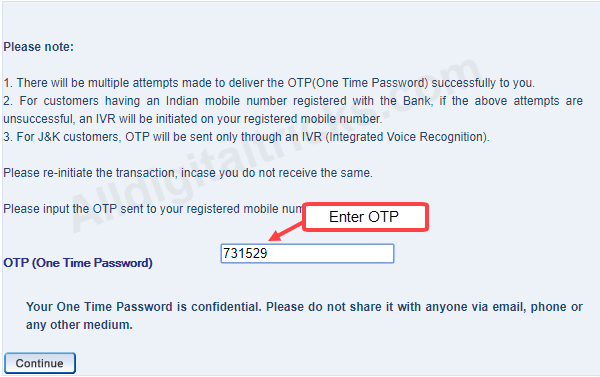 Please note:
1. There will be multiple attempts made to deliver the OTP(One Time Password) successfully to you.
2. For customers having an Indian mobile number registered with the Bank, if the above attempts are
unsuccessful, an IVR will be initiated on your registered mobile number.
3. For J&K customers, OTP will be sent only through an IVR (Integrated Voice Recognition).
Please re-initiate the transaction, incase you do not receive the same.
Please input the OTP sent to your registered mobile num
Enter OTP
OTP (One Time Password)
731529
Your One Time Password is confidential. Please do not share it with anyone via email, phone or
any other medium.
Continue
Alldigitaltricks.com